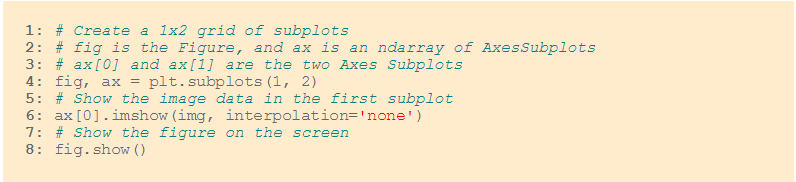 1: # Create a 1x2 grid of subplots
2: # fig is the Figure, and ax is an ndarray of AxesSubplots
3: # ax[0] and ax[1] are the two Axes Subplots
4: fig, ax = plt.subplots(1, 2)
5: # Show the image data in the first subplot
6: ax[0].imshow(img, interpolation='none')
7: # Show the figure on the screen
8: fig.show()